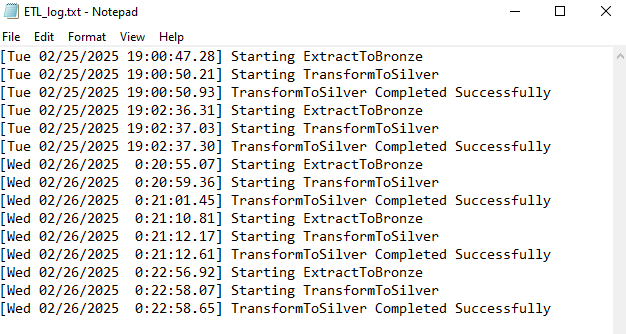 ETL_log.txt - Notepad
File Edit Format View Help
[Tue 02/25/2025 19:00:47.28] Starting ExtractToBronze
[Tue 02/25/2025 19:00:50.21] Starting TransformToSilver
[Tue 02/25/2025 19:00:50.93] TransformToSilver Completed Successfully
[Tue 02/25/2025 19:02:36.31] Starting ExtractToBronze
[Tue 02/25/2025 19:02:37.03] Starting TransformToSilver
[Tue 02/25/2025 19:02:37.30] TransformToSilver Completed Successfully
[Wed 02/26/2025  0:20:55.07] Starting ExtractToBronze
[Wed 02/26/2025  0:20:59.36] Starting TransformToSilver
[Wed 02/26/2025  0:21:01.45] TransformToSilver Completed Successfully
[Wed 02/26/2025  0:21:10.81] Starting ExtractToBronze
[Wed 02/26/2025  0:21:12.17] Starting TransformToSilver
[Wed 02/26/2025  0:21:12.61] TransformToSilver Completed Successfully
[Wed 02/26/2025  0:22:56.92] Starting ExtractToBronze
[Wed 02/26/2025  0:22:58.07] Starting TransformToSilver
[Wed 02/26/2025  0:22:58.65] TransformToSilver Completed Successfully